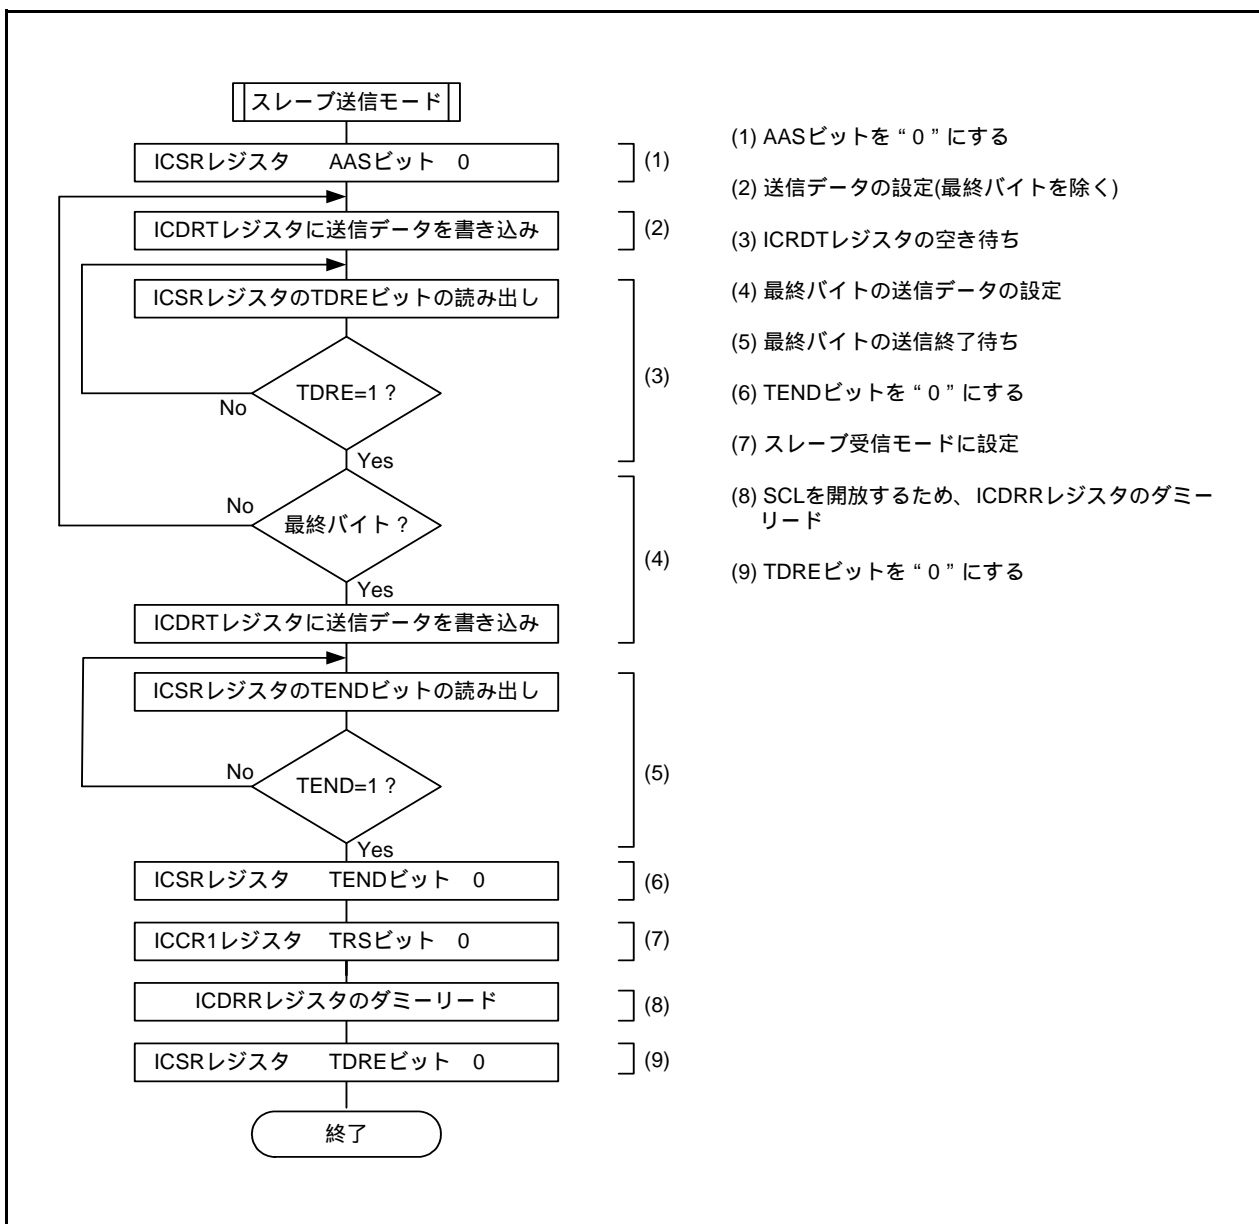 スレーブ送信モード
ICSRレジスタ AASビット 0
(1)
ICDRTレジスタに送信データを書き込み
(2)
ICSRレジスタのTDREビットの読み出し
TDRE=1 ?
No
Yes
(3)
最終バイト ?
No
Yes
ICDRTレジスタに送信データを書き込み
(4)
ICSRレジスタのTENDビットの読み出し
TEND=1 ?
No
Yes
(5)
ICSRレジスタ TENDビット 0
(6)
ICCR1レジスタ TRSビット 0
(7)
ICDRRレジスタのダミーリード
(8)
ICSRレジスタ TDREビット 0
(9)
終了
(1) AASビットを “ 0 ” にする
(2) 送信データの設定(最終バイトを除く)
(3) ICRDTレジスタの空き待ち
(4) 最終バイトの送信データの設定
(5) 最終バイトの送信終了待ち
(6) TENDビットを “ 0 ” にする
(7) スレーブ受信モードに設定
(8) SCLを開放するため、ICDRRレジスタのダミー
リード
(9) TDREビットを “ 0 ” にする